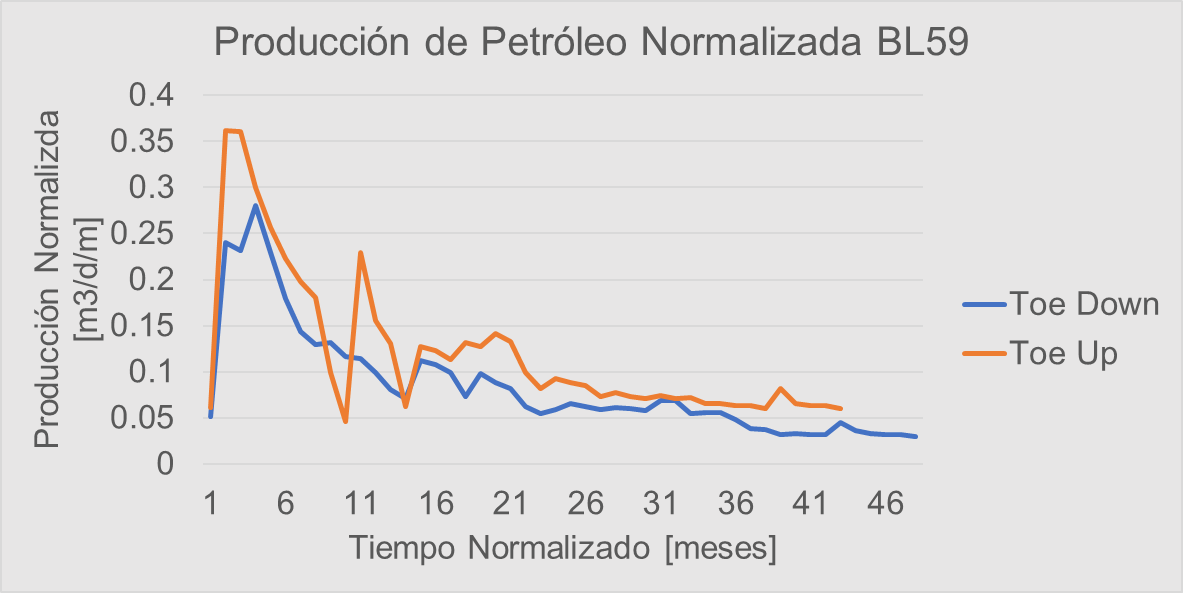 Producción de Petróleo Normalizada BL59
Producción Normalizda
[m3/d/m]
0.4
0.35
0.3
0.25
0.2
0.15
0.1
0.05
0
1 6 11 16 21 26 31 36 41 46
Tiempo Normalizado [meses]
Toe Down
Toe Up